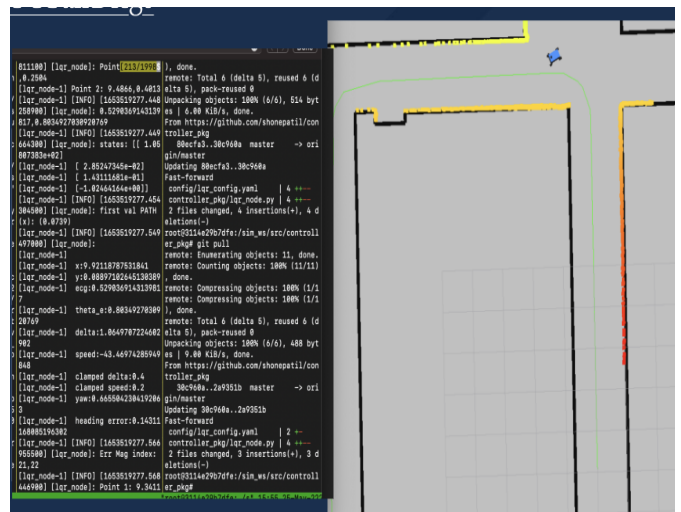 811100] [lqr_node]: Point[213/1998]
,0.2504
[lqr_node-1] Point 2: 9.4866,0.4013
[lqr_node-1] [INFO] [1653519277.448
258900] [lqr_node]: 0.5290369143139
817,0.8034927030920769
[lqr_node-1] [INFO] [1653519277.449
664300] [lqr_node]: states: [[ 1.05
807383e+02]
[lqr_node-1]  [ 2.85247345e-02]
[lqr_node-1]  [ 1.43111681e-01]
[lqr_node-1]  [-1.02464164e+00]]
[lqr_node-1] [INFO] [1653519277.454
304500] [lqr_node]: first val PATH
(x): (0.0739)
[lqr_node-1] [INFO] [1653519277.549
497000] [lqr_node]:
[lqr_node-1]
[lqr_node-1]  x:9.92118787531841
[lqr_node-1]  y:0.08897102645130389
[lqr_node-1]  ecg:0.529036914313981
7
[lqr_node-1]  theta_e:0.80349270309
20769
[lqr_node-1]  delta:1.0649707224602
902
[lqr_node-1]  speed:-43.46974285949
848
[lqr_node-1]  clamped delta:0.4
[lqr_node-1]  clamped speed:0.2
[lqr_node-1]  yaw:0.665504230419206
3
[lqr_node-1]  heading error:0.14311
168085196302
[lqr_node-1] [INFO] [1653519277.566
955500] [lqr_node]: Err Mag index:
21,22
[lqr_node-1] [INFO] [1653519277.568
446900] [lqr_node]: Point 1: 9.3411
), done.
remote: Total 6 (delta 5), reused 6 (d
elta 5), pack-reused 0
Unpacking objects: 100% (6/6), 514 byt
es | 6.00 KiB/s, done.
From https://github.com/shonepatil/con
troller_pkg
80ecfa3..30c960a  master     -> ori
gin/master
Updating 80ecfa3..30c960a
Fast-forward
config/lqr_config.yaml     | 4 ++--
controller_pkg/lqr_node.py | 4 ++--
2 files changed, 4 insertions(+), 4 d
eletions(-)
root@3114e29b7dfe:/sim_ws/src/controll
er_pkg# git pull
remote: Enumerating objects: 11, done.
remote: Counting objects: 100% (11/11)
, done.
remote: Compressing objects: 100% (1/1
remote: Compressing objects: 100% (1/1
), done.
remote: Total 6 (delta 5), reused 6 (d
elta 5), pack-reused 0
Unpacking objects: 100% (6/6), 488 byt
es | 9.00 KiB/s, done.
From https://github.com/shonepatil/con
troller_pkg
30c960a..2a9351b  master     -> ori
gin/master
Updating 30c960a..2a9351b
Fast-forward
config/lqr_config.yaml     | 2 +-
controller_pkg/lqr_node.py | 4 ++--
2 files changed, 3 insertions(+), 3 d
eletions(-)
root@3114e29b7dfe:/sim_ws/src/controll
er_pkg#